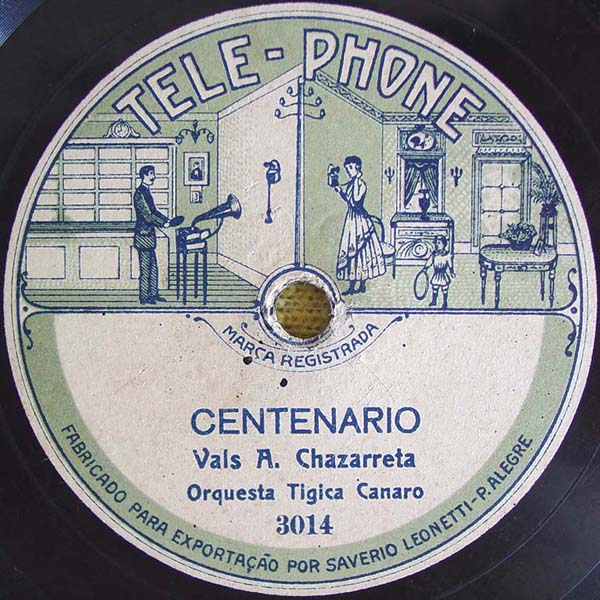 TELE-PHONE
MARCA REGISTRADA
CENTENARIO
Vals A. Chazarreta
Orquesta Tigica Canaro
3014
FABRICADO PARA EXPORTAÇÃO POR SAVERIO LEONETTI-P.ALEGRE